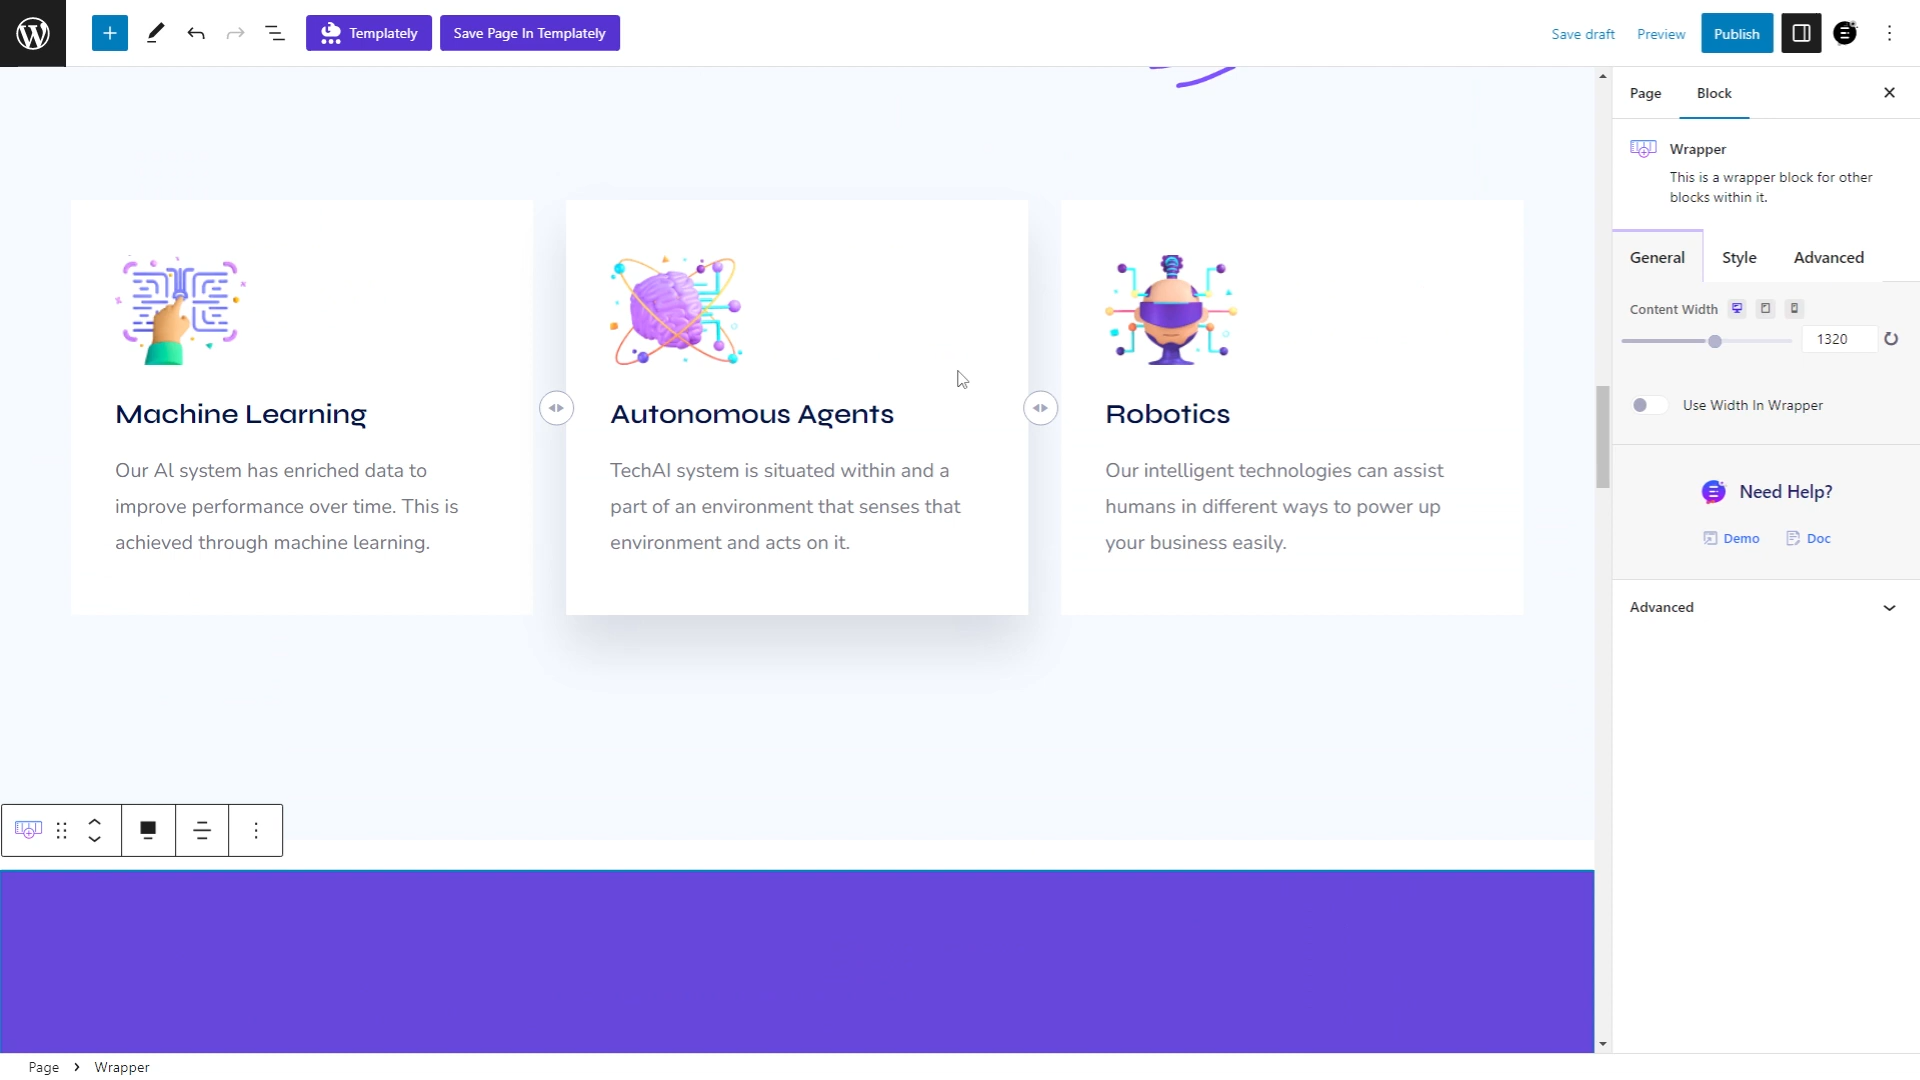 Templately
Save Page In Templately
Save draft
Preview
Publish
Page
Block
Wrapper
This is a wrapper block for other
blocks within it.
General
Style
Advanced
Content Width
1320
Use Width In Wrapper
Need Help?
Demo
Doc
Advanced
Machine Learning
Our AI system has enriched data to
improve performance over time. This is
achieved through machine learning.
Autonomous Agents
TechAI system is situated within and a
part of an environment that senses that
environment and acts on it.
Robotics
Our intelligent technologies can assist
humans in different ways to power up
your business easily.
Page > Wrapper